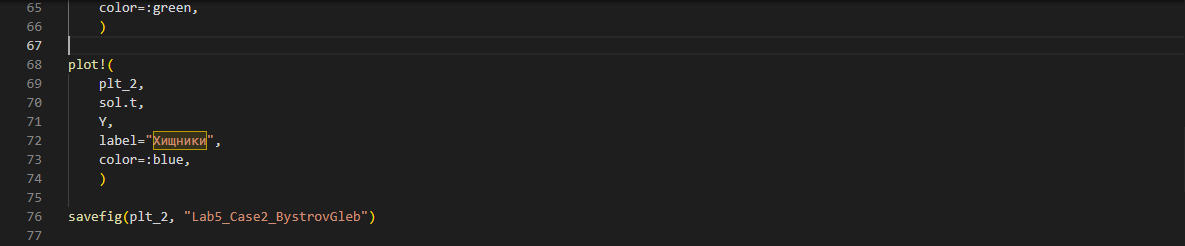 65 color=:green,
66 )
67
68 plot!(
69 plt_2,
70 sol.t,
71 Y,
72 label="Хищники",
73 color=:blue,
74 )
75
76 savefig(plt_2, "Lab5_Case2_BystrovGleb")
77